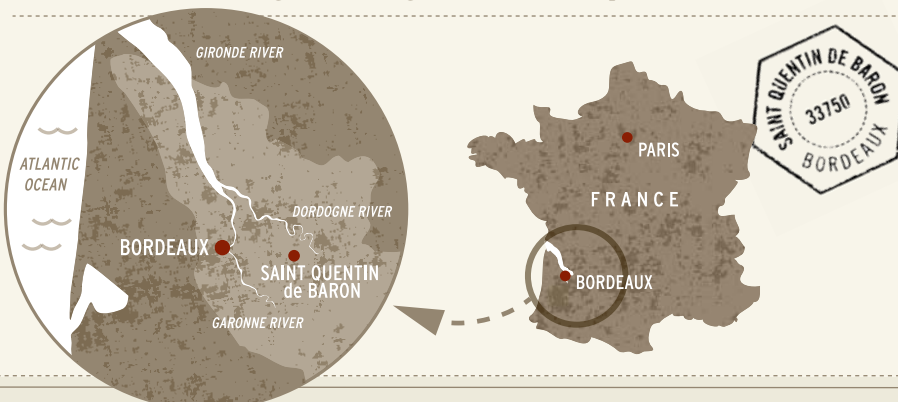 GIRONDE RIVER
ATLANTIC
OCEAN
DORDOGNE RIVER
BORDEAUX
SAINT QUENTIN
de BARON
GARONNE RIVER
PARIS
FRANCE
BORDEAUX
SAINT QUENTIN DE BARON
33750
BORDEAUX